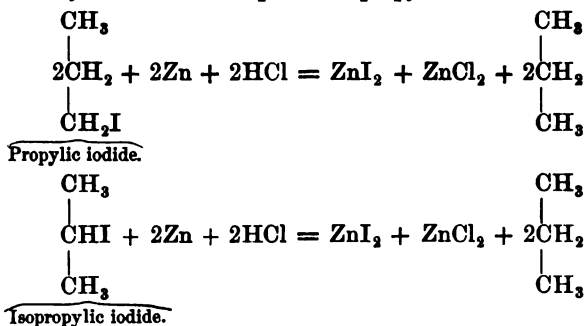 CH₃ CH₃
2CH₂ + 2Zn + 2HCl = ZnI₂ + ZnCl₂ + 2CH₂
CH₂I CH₃
Propylic iodide.
CH₃ CH₃
CHI + 2Zn + 2HCl = ZnI₂ + ZnCl₂ + 2CH₂
CH₃ CH₃
Isopropylic iodide.